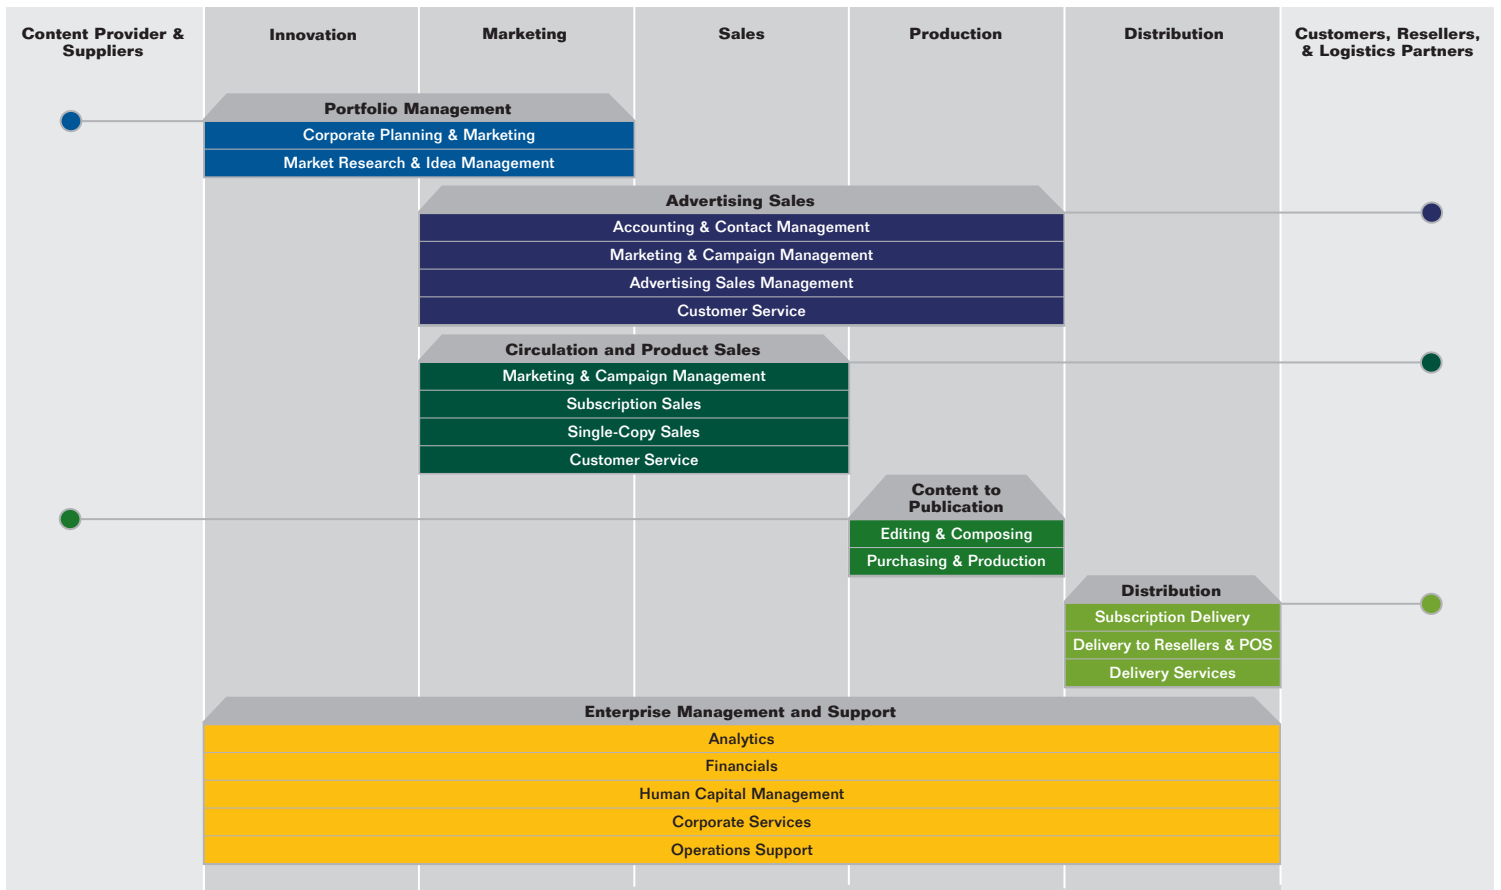 Content Provider &
Suppliers
Innovation
Marketing
Sales
Production
Distribution
Customers, Resellers,
& Logistics Partners
Portfolio Management
Corporate Planning & Marketing
Market Research & Idea Management
Advertising Sales
Accounting & Contact Management
Marketing & Campaign Management
Advertising Sales Management
Customer Service
Circulation and Product Sales
Marketing & Campaign Management
Subscription Sales
Single-Copy Sales
Customer Service
Content to
Publication
Editing & Composing
Purchasing & Production
Distribution
Subscription Delivery
Delivery to Resellers & POS
Delivery Services
Enterprise Management and Support
Analytics
Financials
Human Capital Management
Corporate Services
Operations Support